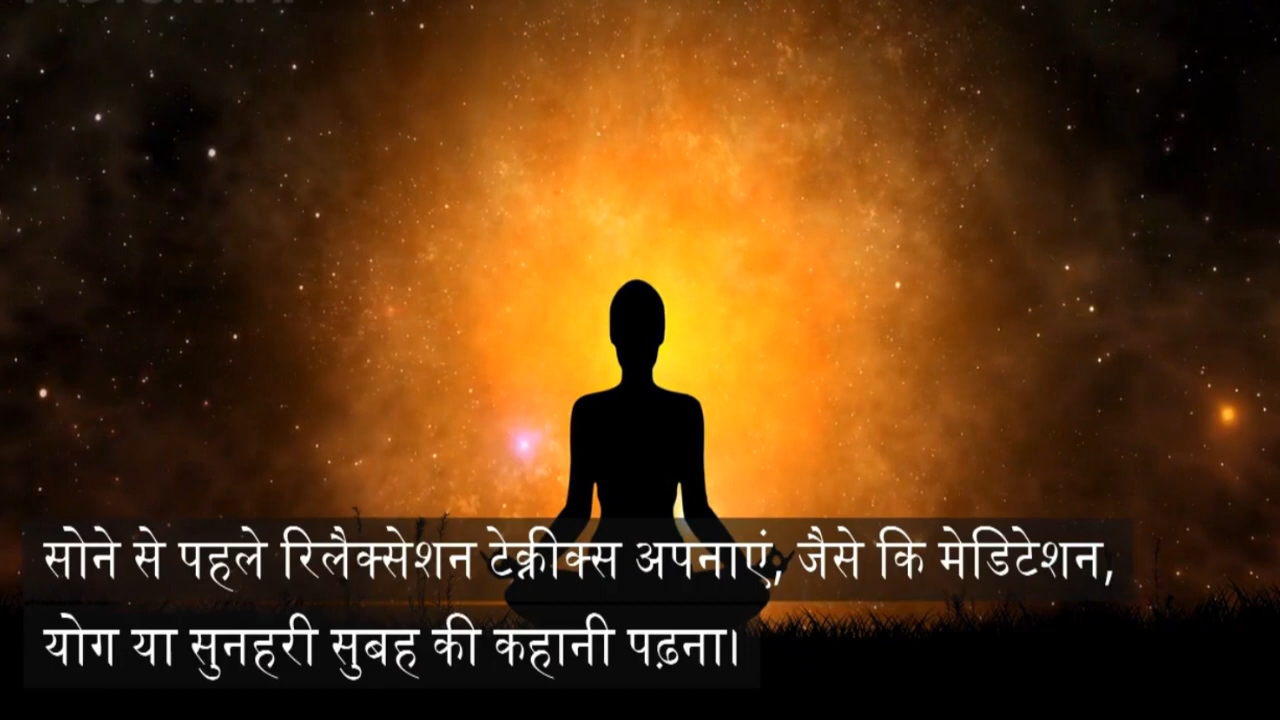 सोने से पहले रिलैक्सेशन टेक्नीक्स अपनाएं, जैसे कि मेडिटेशन,
योग या सुनहरी सुबह की कहानी पढ़ना।